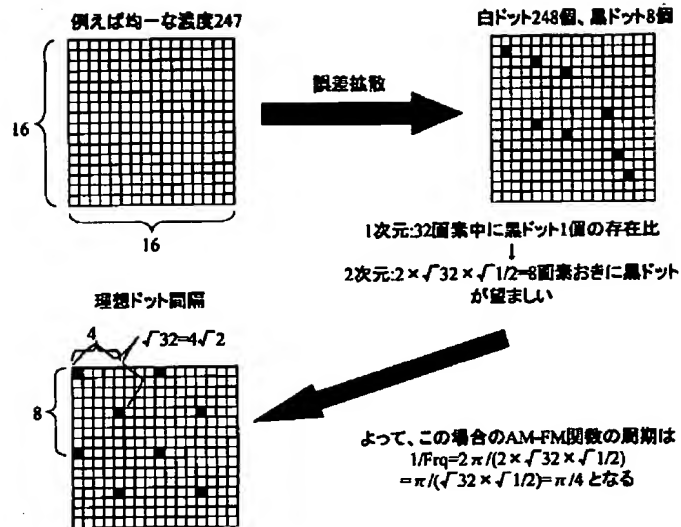 例えば均一な濃度247
16
16
誤差拡散
白ドット248個、黒ドット8個
1次元:32画素中に黒ドット1個の存在比
↓
2次元:2×√32×√1/2=8画素おきに黒ドット
が望ましい
理想ドット間隔
4
√32=4√2
8
よって、この場合のAM-FM関数の周期は
1/Frq=2π/(2×√32×√1/2)
=π/(√32×√1/2)=π/4 となる